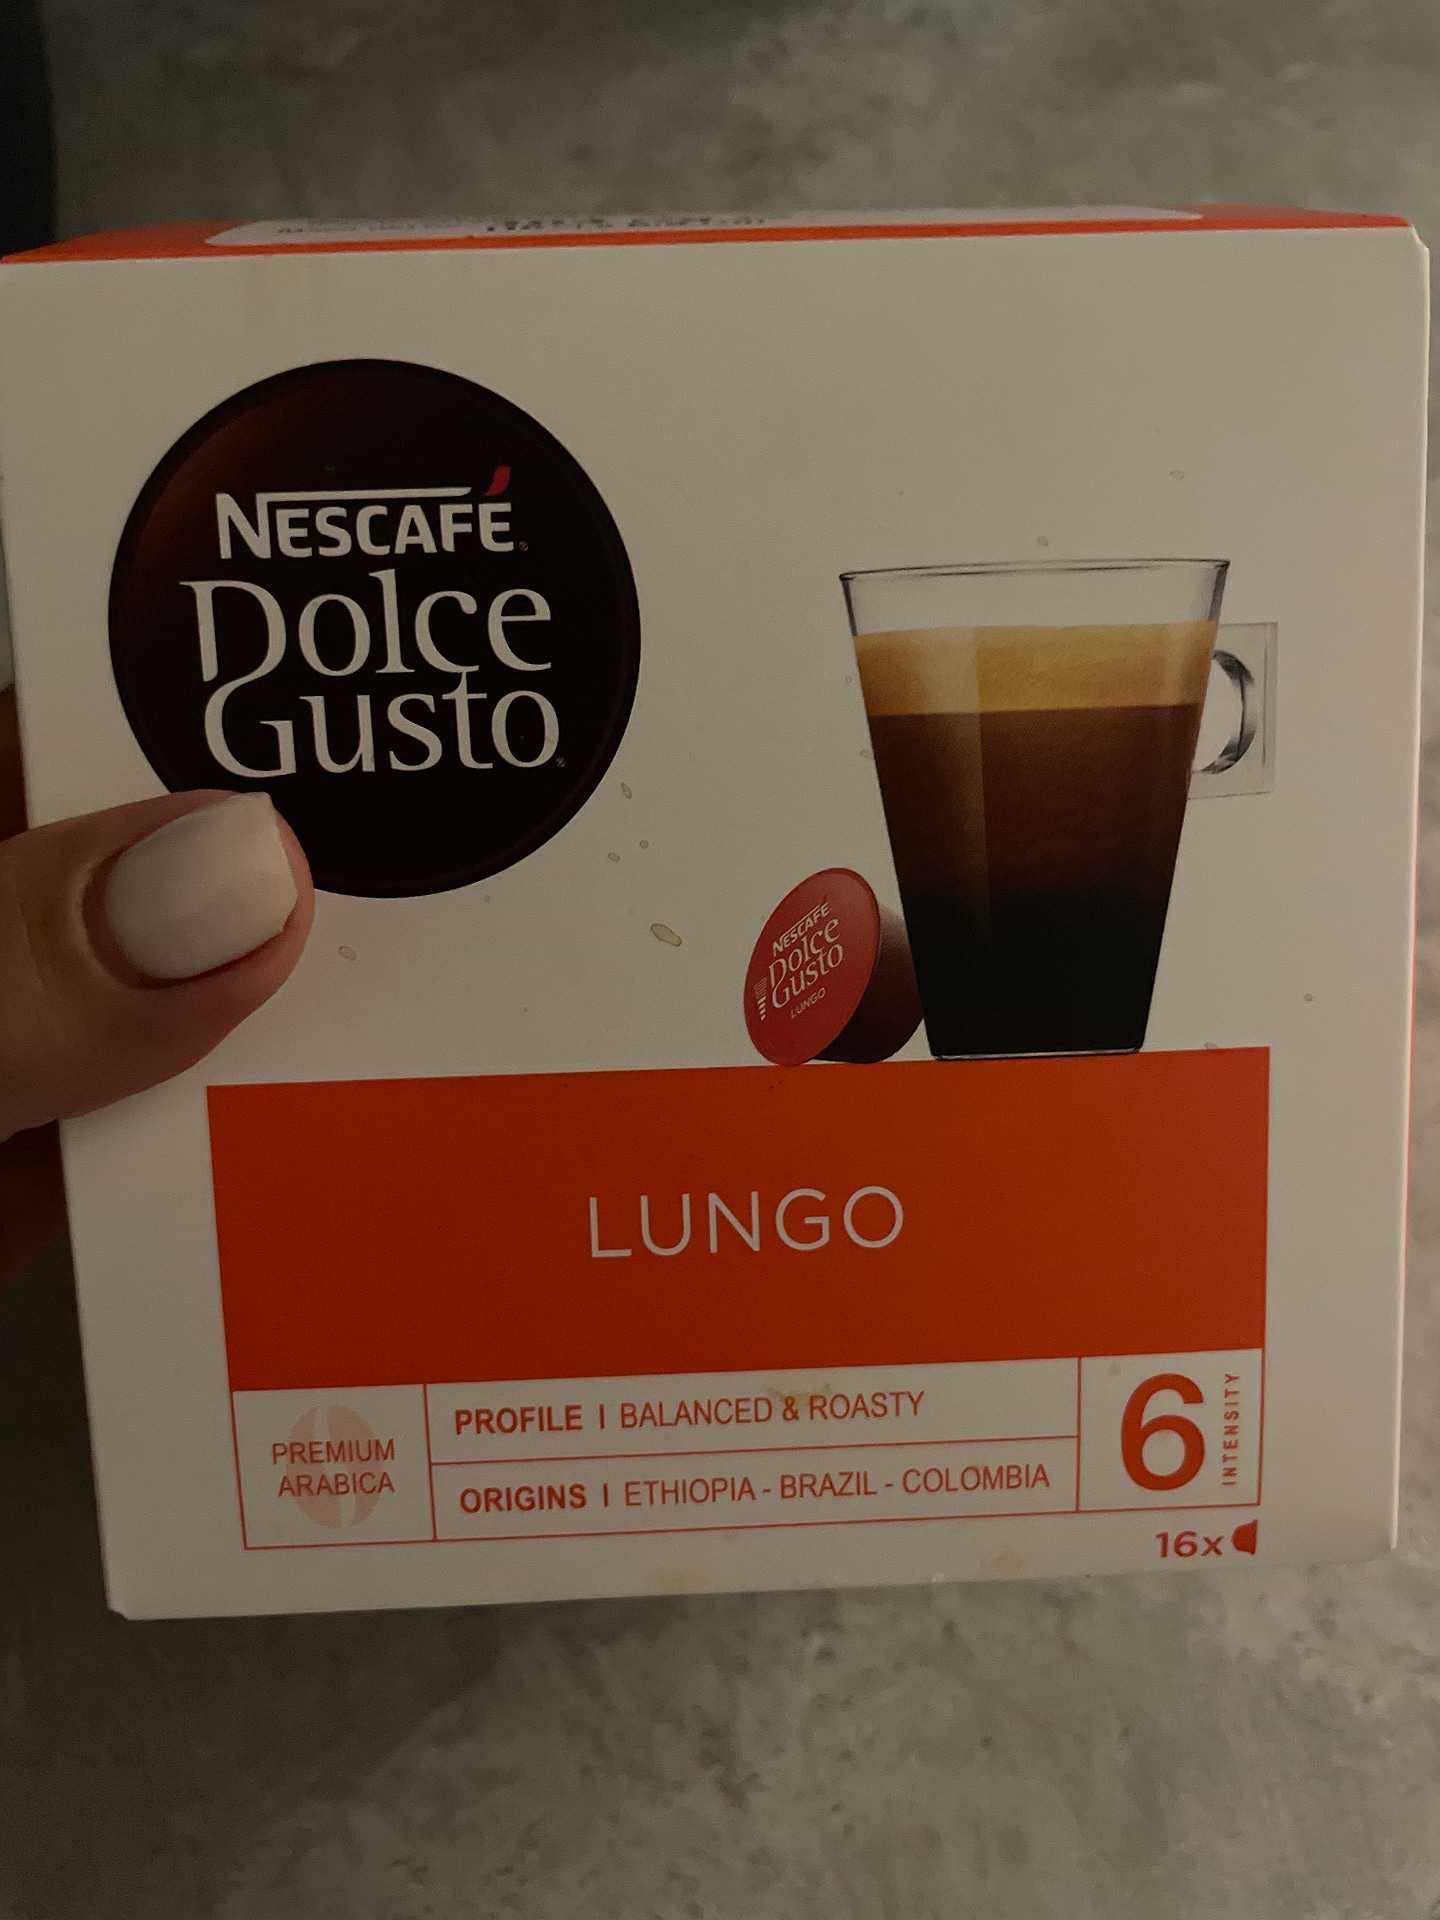 NESCAFÉ®
Dolce
Gusto®
NESCAFÉ
Dolce
Gusto
LUNGO
LUNGO
PREMIUM
ARABICA
PROFILE | BALANCED & ROASTY
ORIGINS | ETHIOPIA - BRAZIL - COLOMBIA
6
INTENSITY
16x